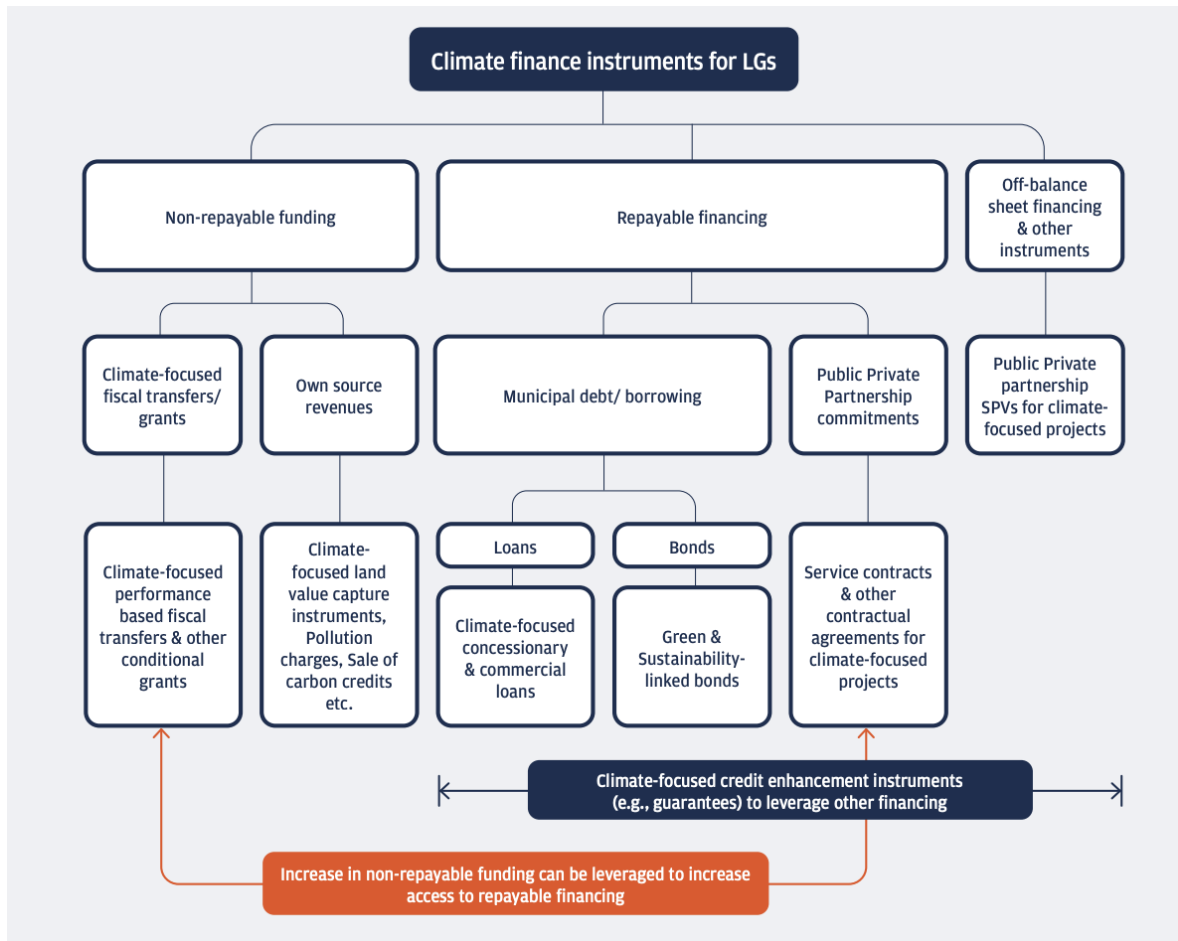 Climate finance instruments for LGs
Non-repayable funding
Repayable financing
Off-balance
sheet financing
& other
instruments
Climate-focused
fiscal transfers/
grants
Own source
revenues
Municipal debt/ borrowing
Public Private
Partnership
commitments
Public Private
partnership
SPVs for climate-
focused projects
Climate-focused
performance
based fiscal
transfers & other
conditional
grants
Climate-
focused land
value capture
instruments,
Pollution
charges, Sale of
carbon credits
etc.
Loans
Climate-focused
concessionary
& commercial
loans
Bonds
Green &
Sustainability-
linked bonds
Service contracts
& other
contractual
agreements for
climate-focused
projects
Climate-focused credit enhancement instruments
(e.g., guarantees) to leverage other financing
Increase in non-repayable funding can be leveraged to increase
access to repayable financing